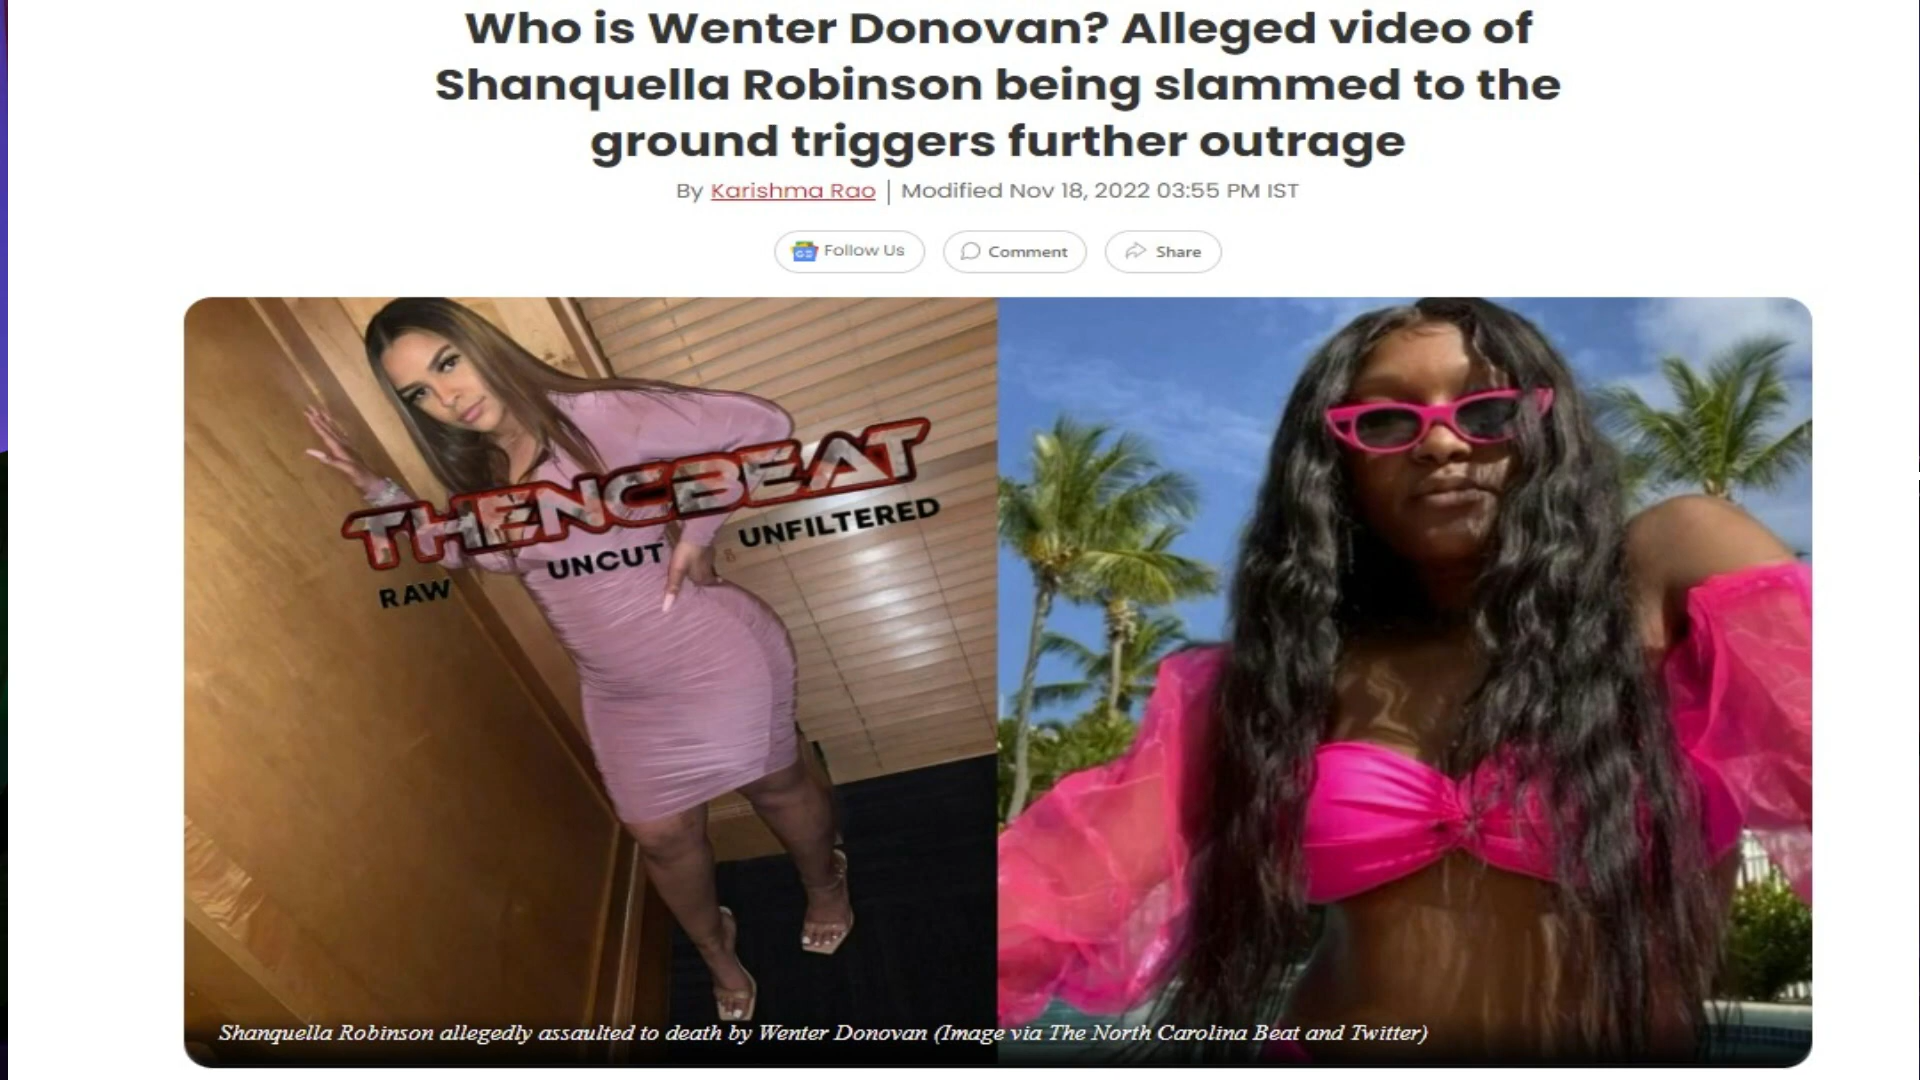 Who is Wenter Donovan? Alleged video of
Shanquella Robinson being slammed to the
ground triggers further outrage
By Karishma Rao | Modified Nov 18, 2022 03:55 PM IST
Follow Us Comment Share
THENCBEAT
RAW UNCUT & UNFILTERED
Shanquella Robinson allegedly assaulted to death by Wenter Donovan (Image via The North Carolina Beat and Twitter)